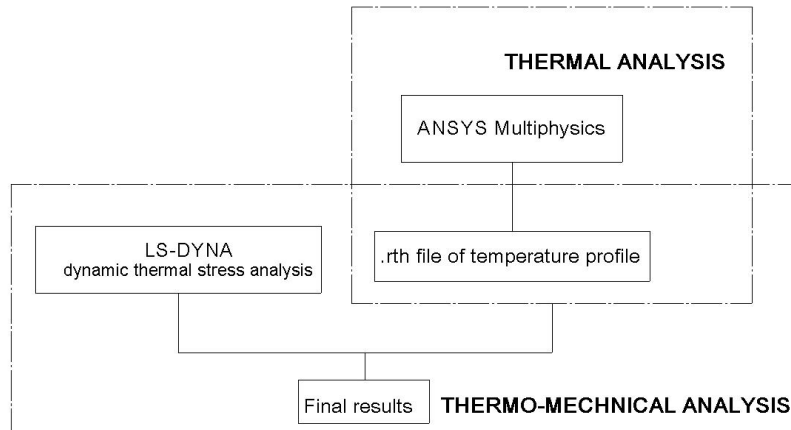 THERMAL ANALYSIS
ANSYS Multiphysics
LS-DYNA
dynamic thermal stress analysis
.rth file of temperature profile
Final results
THERMO-MECHNICAL ANALYSIS